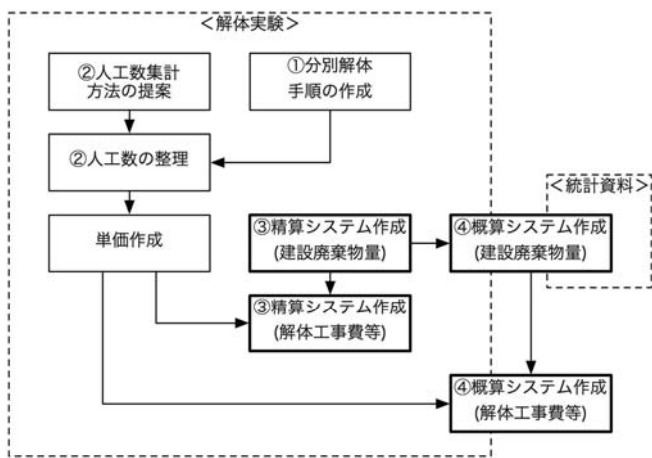 ＜解体実験＞
②人工数集計
方法の提案
①分別解体
手順の作成
②人工数の整理
＜統計資料＞
単価作成
③精算システム作成
(建設廃棄物量)
④概算システム作成
(建設廃棄物量)
③精算システム作成
(解体工事費等)
④概算システム作成
(解体工事費等)